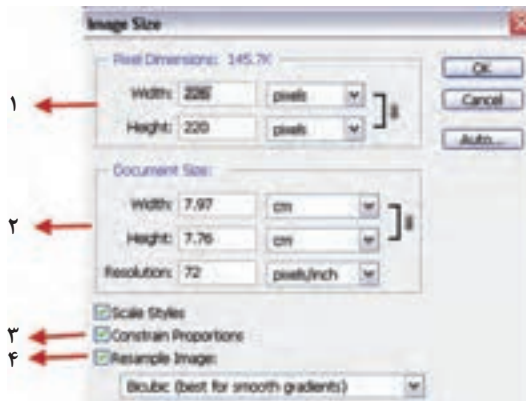 Image Size
Pixel Dimensions: 145.7K
Width: 226 pixels
Height: 220 pixels
۱
OK
Cancel
Auto...
Document Size:
Width: 7.97 cm
Height: 7.76 cm
Resolution: 72 pixels/inch
۲
Scale Styles
۳ Constrain Proportions
۴ Resample Image:
Bicubic (best for smooth gradients)